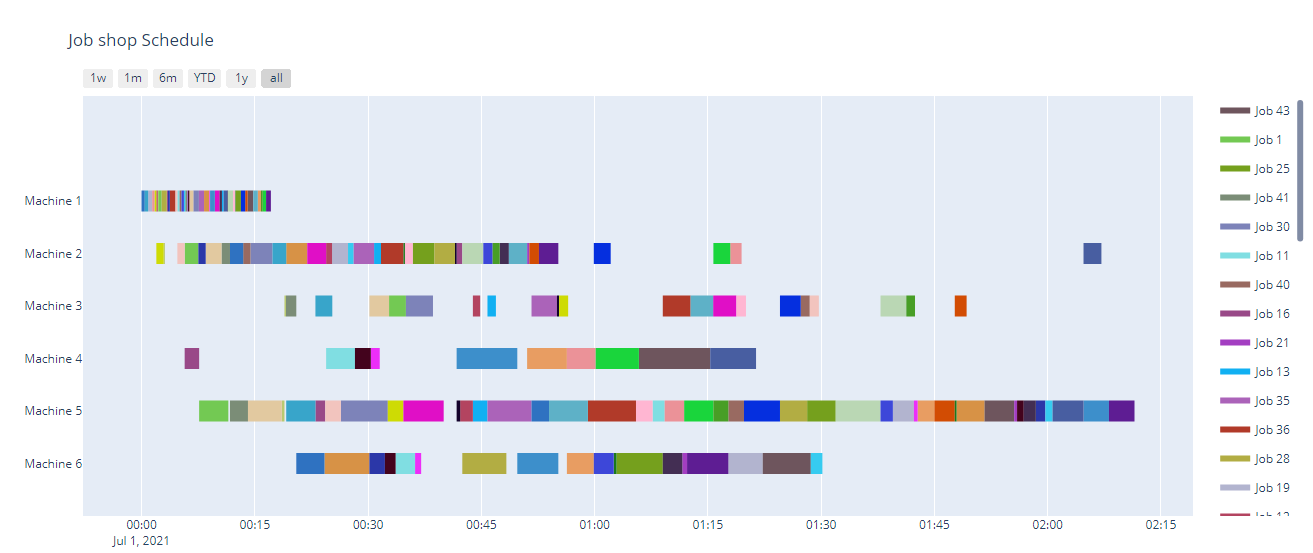 Job shop Schedule
1w 1m 6m YTD 1y all
Job 43
Job 1
Job 25
Job 41
Job 30
Job 11
Job 40
Job 16
Job 21
Job 13
Job 35
Job 36
Job 28
Job 19
Job 12
Machine 1
Machine 2
Machine 3
Machine 4
Machine 5
Machine 6
00:00 00:15 00:30 00:45 01:00 01:15 01:30 01:45 02:00 02:15
Jul 1, 2021